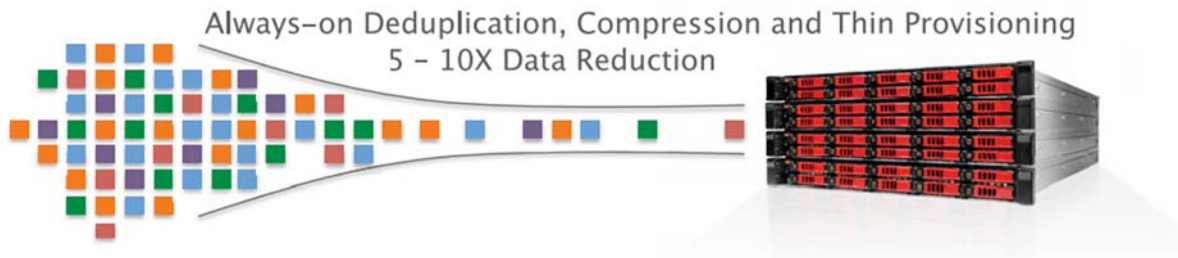 Always-on Deduplication, Compression and Thin Provisioning
5 - 10X Data Reduction